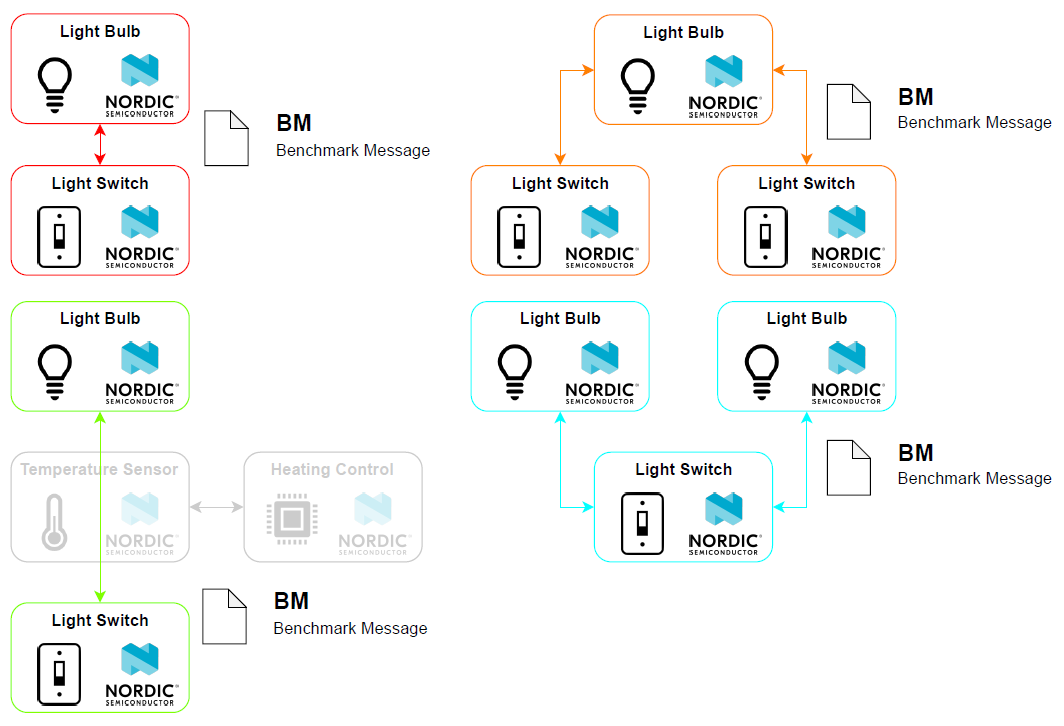 Light Bulb
NORDIC®
SEMICONDUCTOR
BM
Benchmark Message
Light Switch
NORDIC®
SEMICONDUCTOR
Light Bulb
NORDIC®
SEMICONDUCTOR
BM
Benchmark Message
Light Switch
NORDIC®
SEMICONDUCTOR
Light Switch
NORDIC®
SEMICONDUCTOR
Light Bulb
NORDIC®
SEMICONDUCTOR
Temperature Sensor
NORDIC®
SEMICONDUCTOR
Heating Control
NORDIC®
SEMICONDUCTOR
Light Switch
NORDIC®
SEMICONDUCTOR
BM
Benchmark Message
Light Bulb
NORDIC®
SEMICONDUCTOR
Light Bulb
NORDIC®
SEMICONDUCTOR
Light Switch
NORDIC®
SEMICONDUCTOR
BM
Benchmark Message